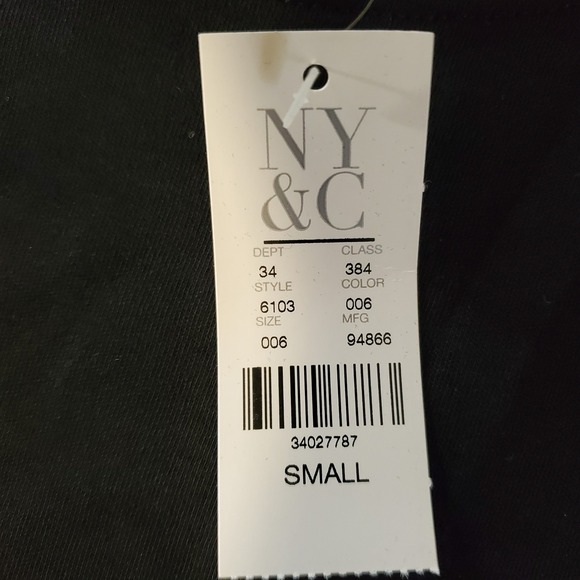 NY
&C
DEPT CLASS
34 384
STYLE COLOR
6103 006
SIZE MFG
006 94866
34027787
SMALL